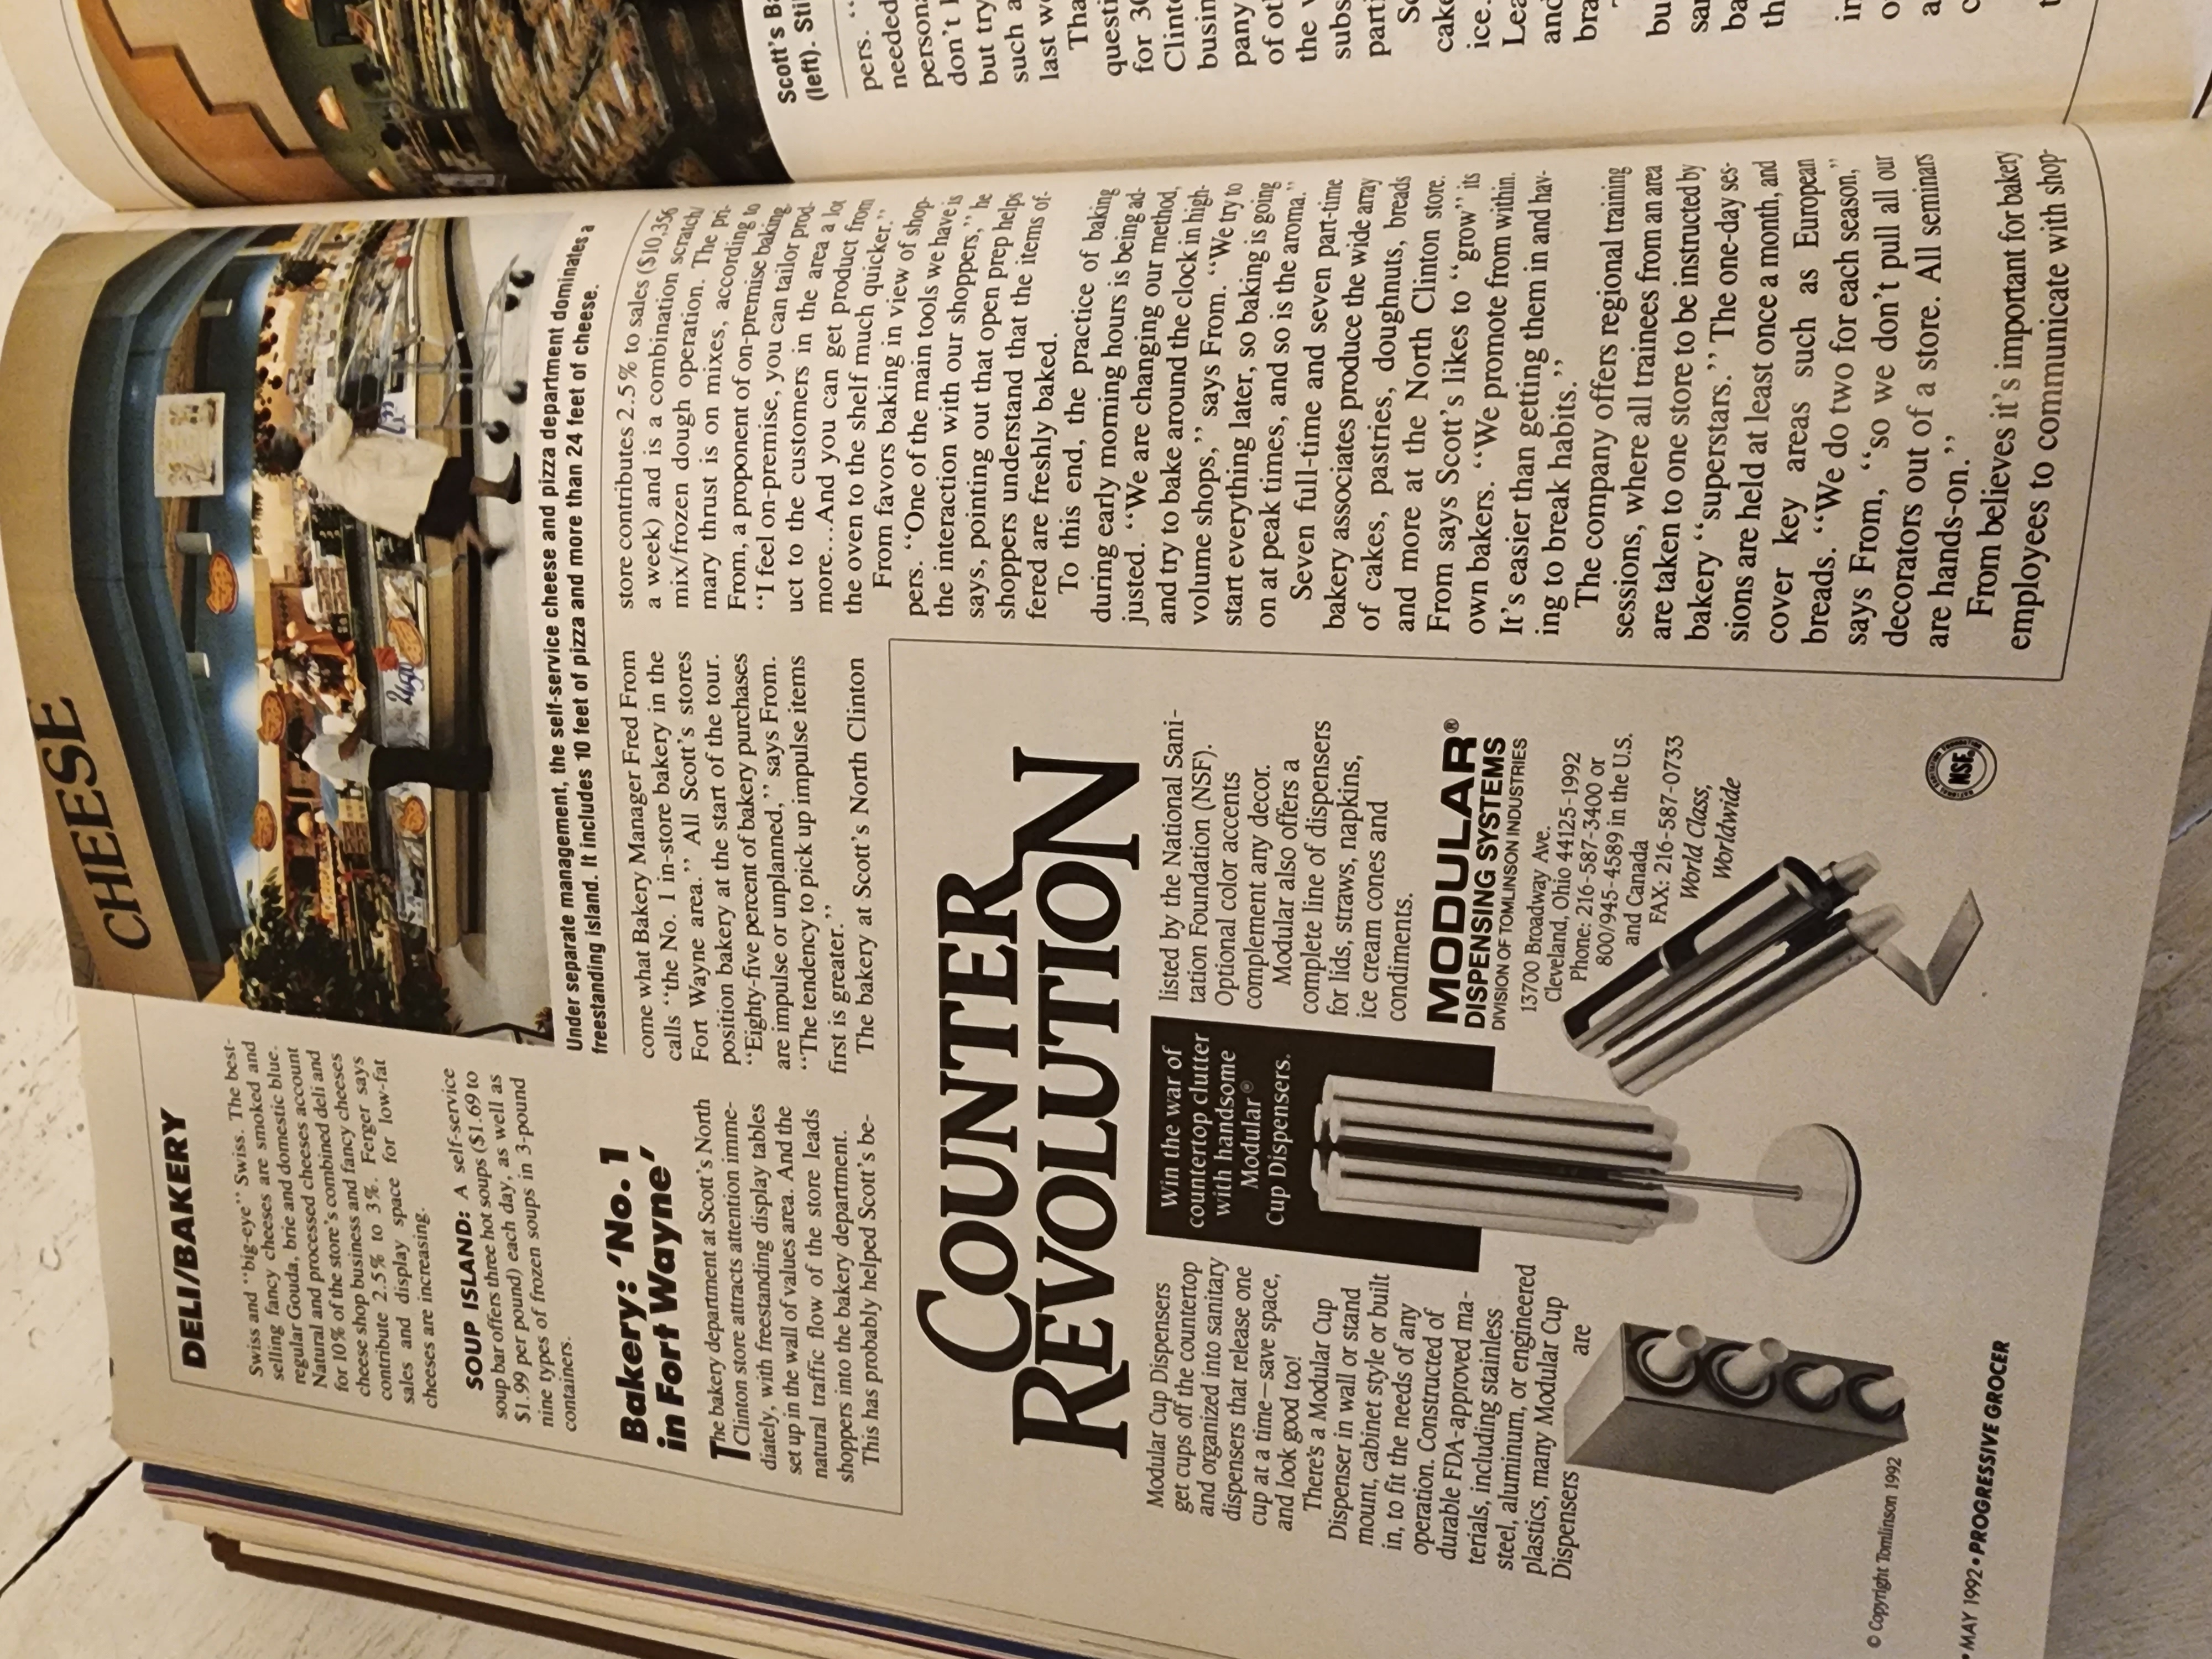 DELI/BAKERY
Swiss and “big-eye” Swiss. The best-
selling fancy cheeses are smoked and
regular Gouda, brie and domestic blue.
Natural and processed cheeses account
for 10% of the store's combined deli and
cheese shop business and fancy cheeses
contribute 2.5% to 3%. Ferger says
sales and display space for low-fat
cheeses are increasing.
SOUP ISLAND: A self-service
soup bar offers three hot soups ($1.69 to
$1.99 per pound) each day, as well as
nine types of frozen soups in 3-pound
containers.
Bakery: ‘No. 1
in Fort Wayne’
The bakery department at Scott's North
Clinton store attracts attention imme-
diately, with freestanding display tables
set up in the wall of values area. And the
natural traffic flow of the store leads
shoppers into the bakery department.
This has probably helped Scott's be-
CHEESE
Under separate management, the self-service cheese and pizza department dominates a
freestanding island. It includes 10 feet of pizza and more than 24 feet of cheese.
come what Bakery Manager Fred From
calls “the No. 1 in-store bakery in the
Fort Wayne area.” All Scott's stores
position bakery at the start of the tour.
“Eighty-five percent of bakery purchases
are impulse or unplanned,” says From.
“The tendency to pick up impulse items
first is greater.”
The bakery at Scott's North Clinton
store contributes 2.5% to sales ($10,356
a week) and is a combination scratch/
mix/frozen dough operation. The pri-
mary thrust is on mixes, according to
From, a proponent of on-premise baking.
“I feel on-premise, you can tailor prod-
uct to the customers in the area a lot
more...And you can get product from
the oven to the shelf much quicker.”
From favors baking in view of shop-
pers. “One of the main tools we have is
the interaction with our shoppers,” he
says, pointing out that open prep helps
shoppers understand that the items of-
fered are freshly baked.
To this end, the practice of baking
during early morning hours is being ad-
justed. “We are changing our method,
and try to bake around the clock in high-
volume shops,” says From. “We try to
start everything later, so baking is going
on at peak times, and so is the aroma.”
Seven full-time and seven part-time
bakery associates produce the wide array
of cakes, pastries, doughnuts, breads
and more at the North Clinton store.
From says Scott's likes to “grow” its
own bakers. “We promote from within.
It's easier than getting them in and hav-
ing to break habits.”
The company offers regional training
sessions, where all trainees from an area
are taken to one store to be instructed by
bakery “superstars.” The one-day ses-
sions are held at least once a month, and
cover key areas such as European
breads. “We do two for each season,”
says From, “so we don't pull all our
decorators out of a store. All seminars
are hands-on.”
From believes it's important for bakery
employees to communicate with shop-
COUNTER
REVOLUTION
Modular Cup Dispensers
get cups off the countertop
and organized into sanitary
dispensers that release one
cup at a time—save space,
and look good too!
There's a Modular Cup
Dispenser in wall or stand
mount, cabinet style or built
in, to fit the needs of any
operation. Constructed of
durable FDA-approved ma-
terials, including stainless
steel, aluminum, or engineered
plastics, many Modular Cup
Dispensers are
Win the war of
countertop clutter
with handsome
Modular®
Cup Dispensers.
listed by the National Sani-
tation Foundation (NSF).
Optional color accents
complement any decor.
Modular also offers a
complete line of dispensers
for lids, straws, napkins,
ice cream cones and
condiments.
MODULAR®
DISPENSING SYSTEMS
DIVISION OF TOMLINSON INDUSTRIES
13700 Broadway Ave.
Cleveland, Ohio 44125-1992
Phone: 216-587-3400 or
800/945-4589 in the U.S.
and Canada
FAX: 216-587-0733
World Class,
Worldwide
NSF
© Copyright Tomlinson 1992
• MAY 1992 • PROGRESSIVE GROCER
Scott's
(left).
pers.
needed
don't
but try
such a
last
for
the
of
cake
ice.
and